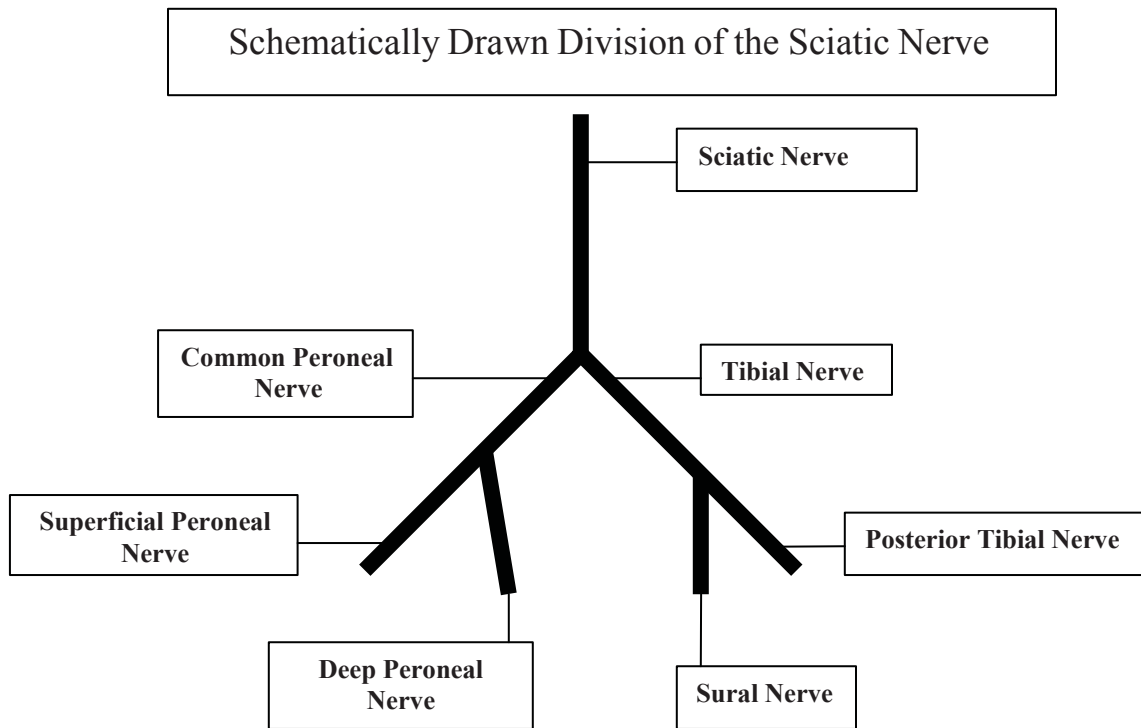 Schematically Drawn Division of the Sciatic Nerve
Sciatic Nerve
Common Peroneal
Nerve
Tibial Nerve
Superficial Peroneal
Nerve
Posterior Tibial Nerve
Deep Peroneal
Nerve
Sural Nerve